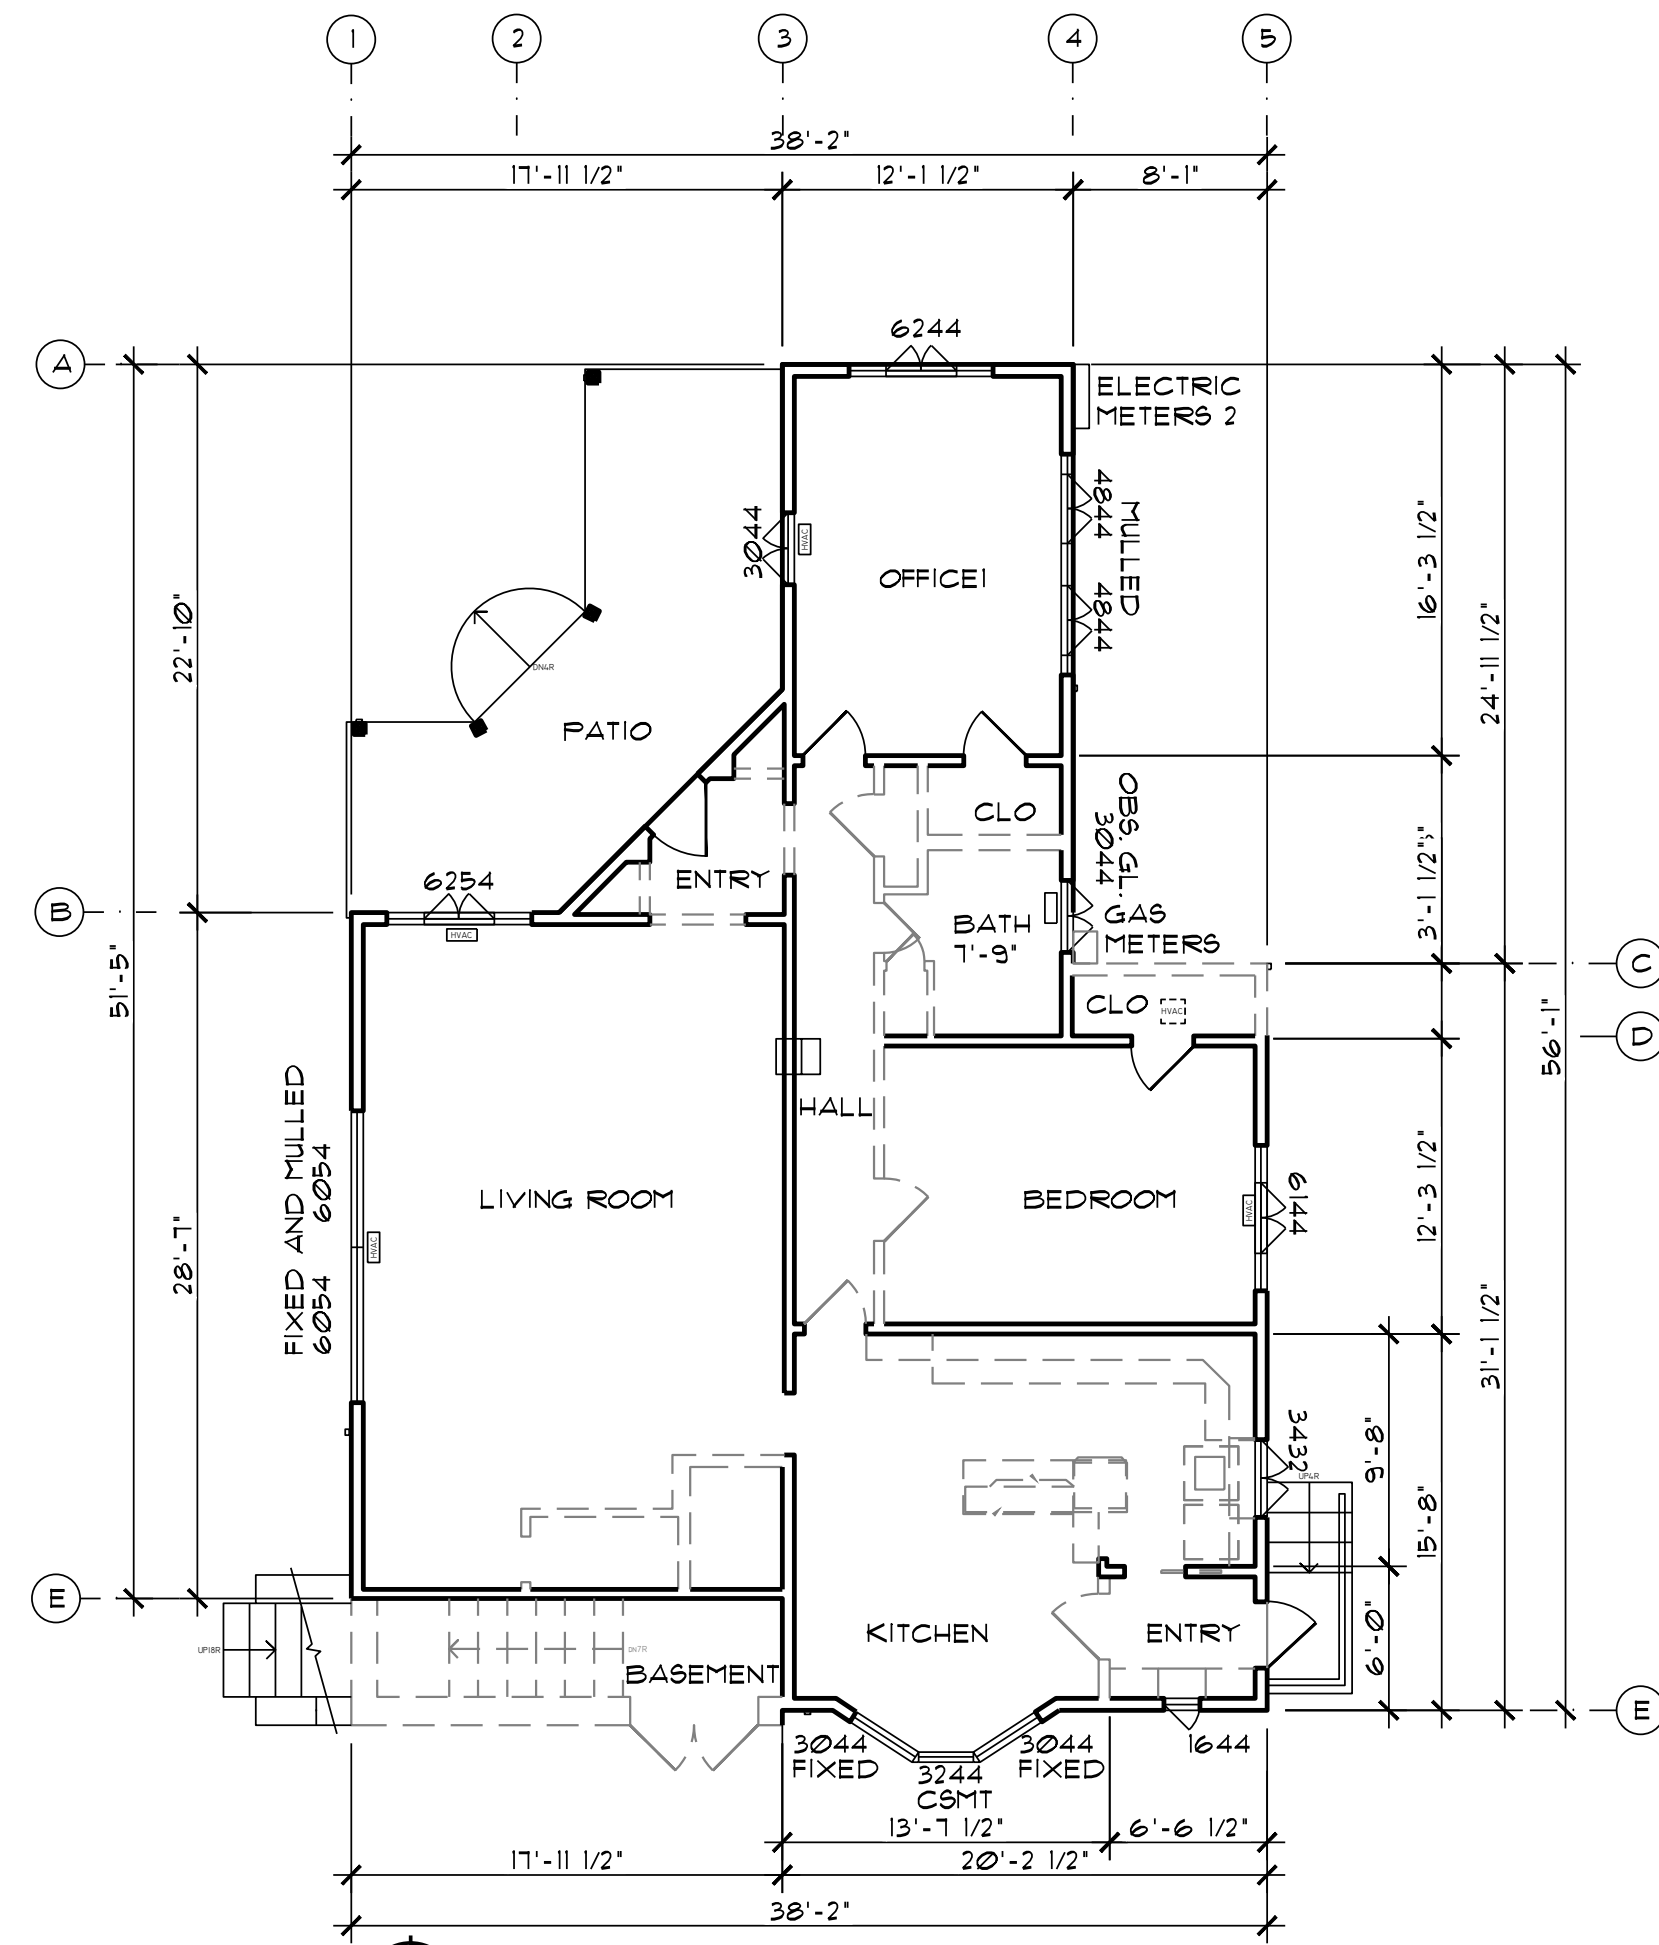 1 2 3 4 5
38'-2"
17'-11 1/2" 12'-1 1/2" 8'-1"
6244
A
ELECTRIC
METERS 2
4844 4844
MULLED
3044
HVAC
OFFICE1
16'-3 1/2"
24'-11 1/2"
22'-10"
DN4R
PATIO
CLO
OBS. GL.
3044
3'-1 1/2"
6254
ENTRY
B
HVAC
BATH
7'-9"
GAS
METERS
C
51'-5"
CLO
HVAC
D
56'-1"
HALL
FIXED AND MULLED
6054 6054
HVAC
LIVING ROOM
BEDROOM
HVAC
6144
12'-3 1/2"
28'-7"
31'-1 1/2"
3432
UP4R
9'-8"
15'-8"
E
UP18R
DN7R
BASEMENT
KITCHEN
ENTRY
6'-0"
E
3044
FIXED
3244
CSMT
3044
FIXED
1644
13'-7 1/2" 6'-6 1/2"
17'-11 1/2" 20'-2 1/2"
38'-2"